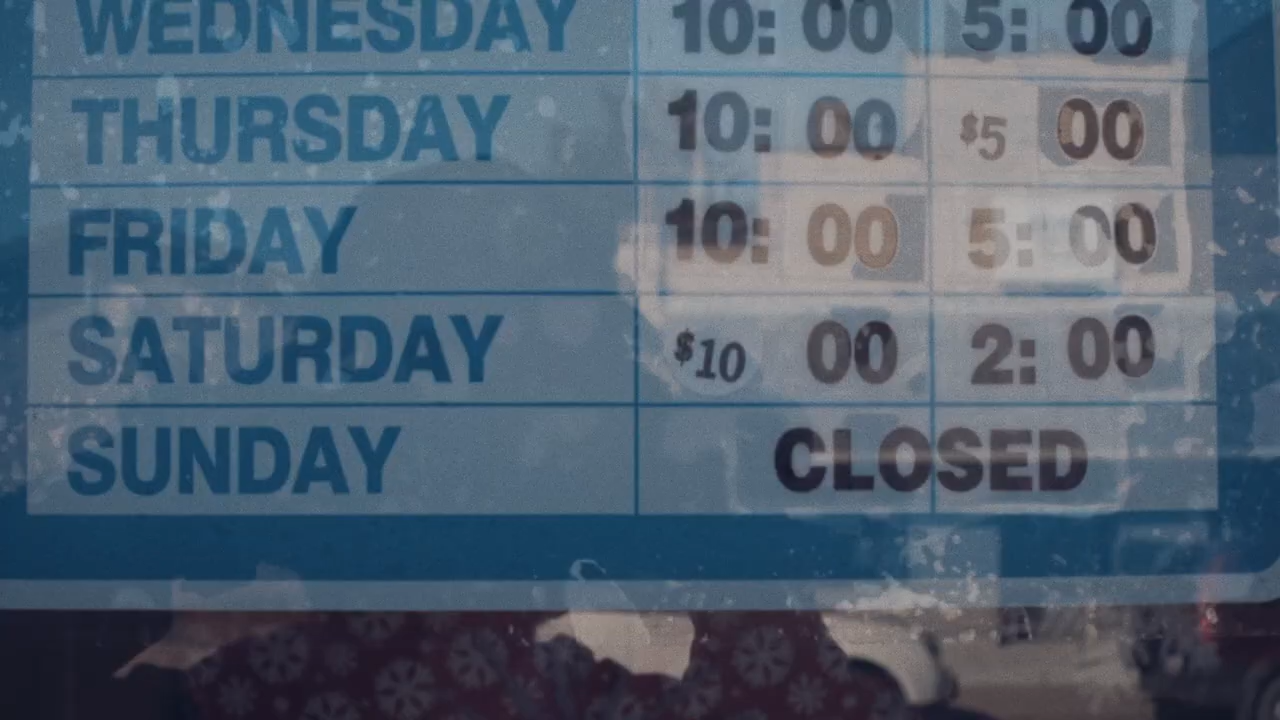 WEDNESDAY 10: 00 5: 00
THURSDAY 10: 00 $5 00
FRIDAY 10: 00 5: 00
SATURDAY $10 00 2: 00
SUNDAY CLOSED